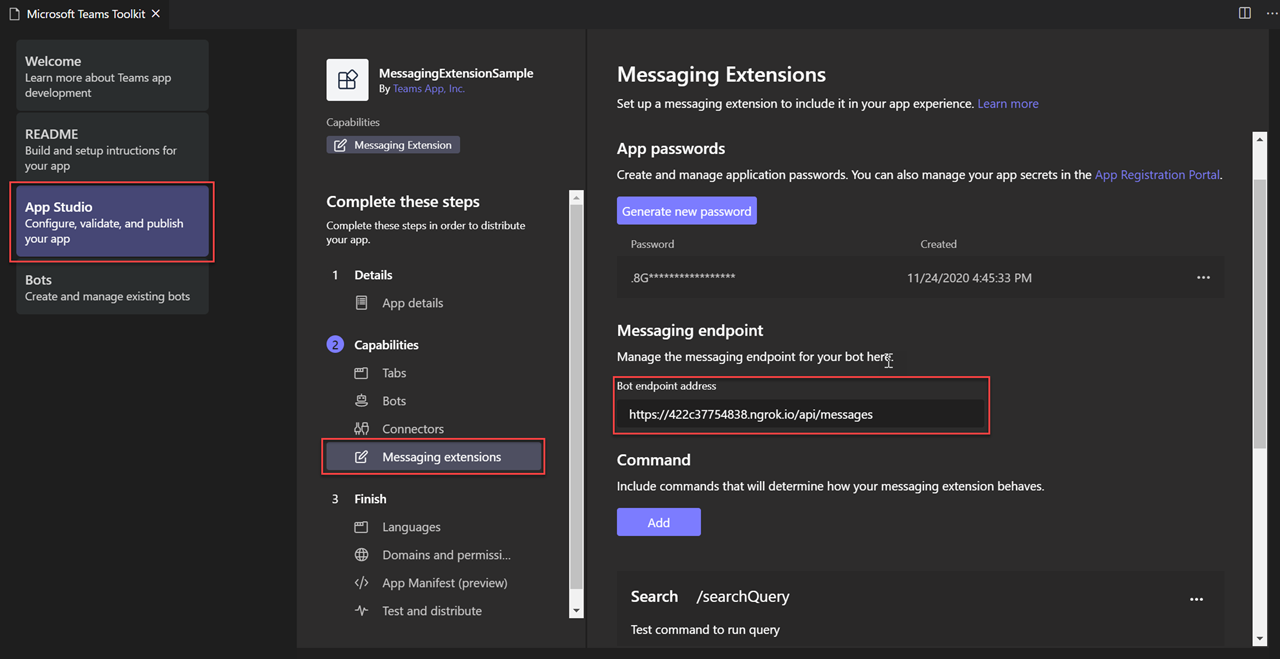 Microsoft Teams Toolkit
Welcome
Learn more about Teams app
development
README
Build and setup intructions for
your app
App Studio
Configure, validate, and publish
your app
Bots
Create and manage existing bots
MessagingExtensionSample
By Teams App, Inc.
Capabilities
Messaging Extension
Complete these steps
Complete these steps in order to distribute
your app.
1 Details
App details
2 Capabilities
Tabs
Bots
Connectors
Messaging extensions
3 Finish
Languages
Domains and permissi...
App Manifest (preview)
Test and distribute
Messaging Extensions
Set up a messaging extension to include it in your app experience. Learn more
App passwords
Create and manage application passwords. You can also manage your app secrets in the App Registration Portal.
Generate new password
Password Created
.8G***************** 11/24/2020 4:45:33 PM
Messaging endpoint
Manage the messaging endpoint for your bot here.
Bot endpoint address
https://422c37754838.ngrok.io/api/messages
Command
Include commands that will determine how your messaging extension behaves.
Add
Search /searchQuery
Test command to run query